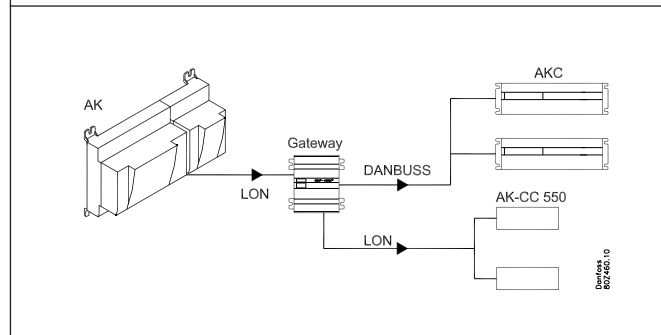 AK
AKC
Gateway
DANBUSS
LON
AK-CC 550
LON
Danfoss
80Z460.10